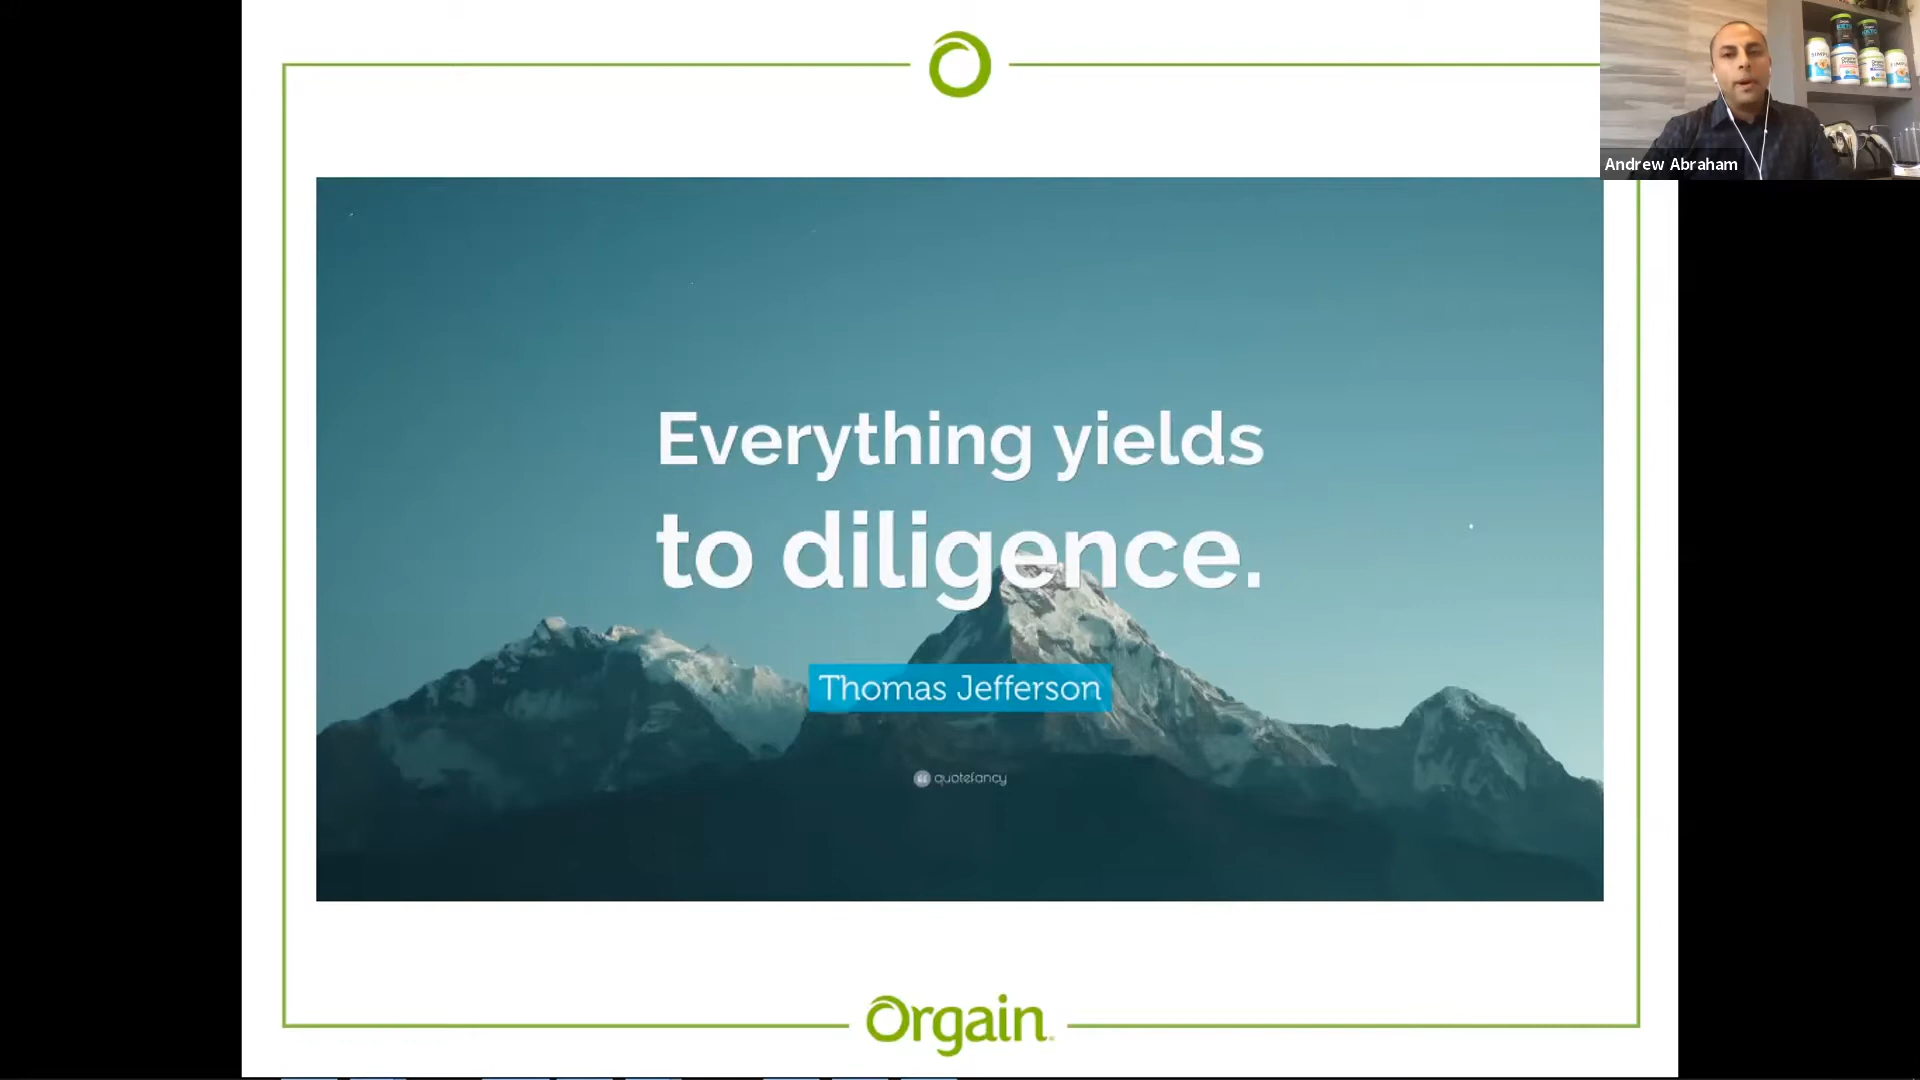 Andrew Abraham
Everything yields
to diligence.
Thomas Jefferson
quotefancy
Orgain